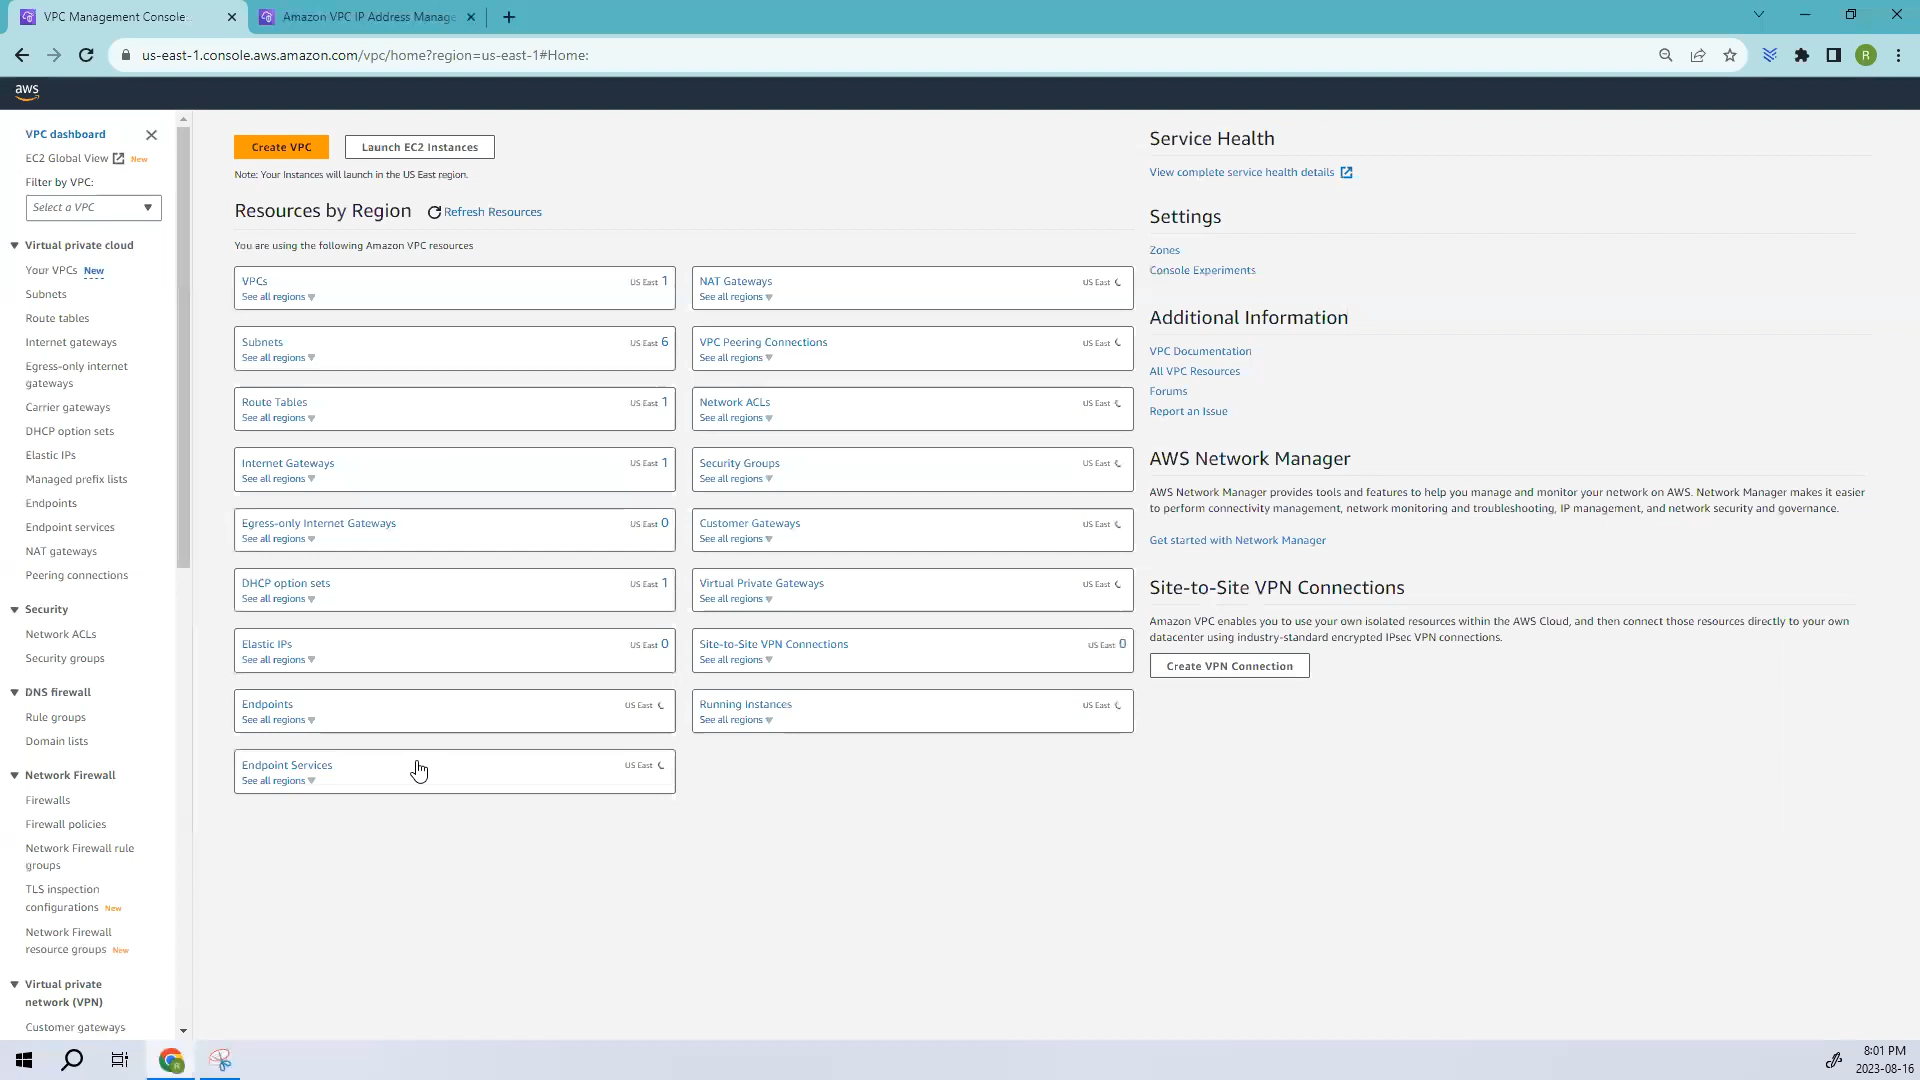 VPC Management Console
Amazon VPC IP Address Manage
us-east-1.console.aws.amazon.com/vpc/home?region=us-east-1#Home:
R
aws
VPC dashboard
EC2 Global View New
Filter by VPC:
Select a VPC
Virtual private cloud
Your VPCs New
Subnets
Route tables
Internet gateways
Egress-only internet
gateways
Carrier gateways
DHCP option sets
Elastic IPs
Managed prefix lists
Endpoints
Endpoint services
NAT gateways
Peering connections
Security
Network ACLs
Security groups
DNS firewall
Rule groups
Domain lists
Network Firewall
Firewalls
Firewall policies
Network Firewall rule
groups
TLS inspection
configurations New
Network Firewall
resource groups New
Virtual private
network (VPN)
Customer gateways
Create VPC
Launch EC2 Instances
Note: Your Instances will launch in the US East region.
Resources by Region Refresh Resources
You are using the following Amazon VPC resources
VPCs US East 1
See all regions
NAT Gateways US East
See all regions
Subnets US East 6
See all regions
VPC Peering Connections US East
See all regions
Route Tables US East 1
See all regions
Network ACLs US East
See all regions
Internet Gateways US East 1
See all regions
Security Groups US East
See all regions
Egress-only Internet Gateways US East 0
See all regions
Customer Gateways US East
See all regions
DHCP option sets US East 1
See all regions
Virtual Private Gateways US East
See all regions
Elastic IPs US East 0
See all regions
Site-to-Site VPN Connections US East 0
See all regions
Endpoints US East
See all regions
Running Instances US East
See all regions
Endpoint Services US East
See all regions
Service Health
View complete service health details
Settings
Zones
Console Experiments
Additional Information
VPC Documentation
All VPC Resources
Forums
Report an Issue
AWS Network Manager
AWS Network Manager provides tools and features to help you manage and monitor your network on AWS. Network Manager makes it easier
to perform connectivity management, network monitoring and troubleshooting, IP management, and network security and governance.
Get started with Network Manager
Site-to-Site VPN Connections
Amazon VPC enables you to use your own isolated resources within the AWS Cloud, and then connect those resources directly to your own
datacenter using industry-standard encrypted IPsec VPN connections.
Create VPN Connection
8:01 PM
2023-08-16